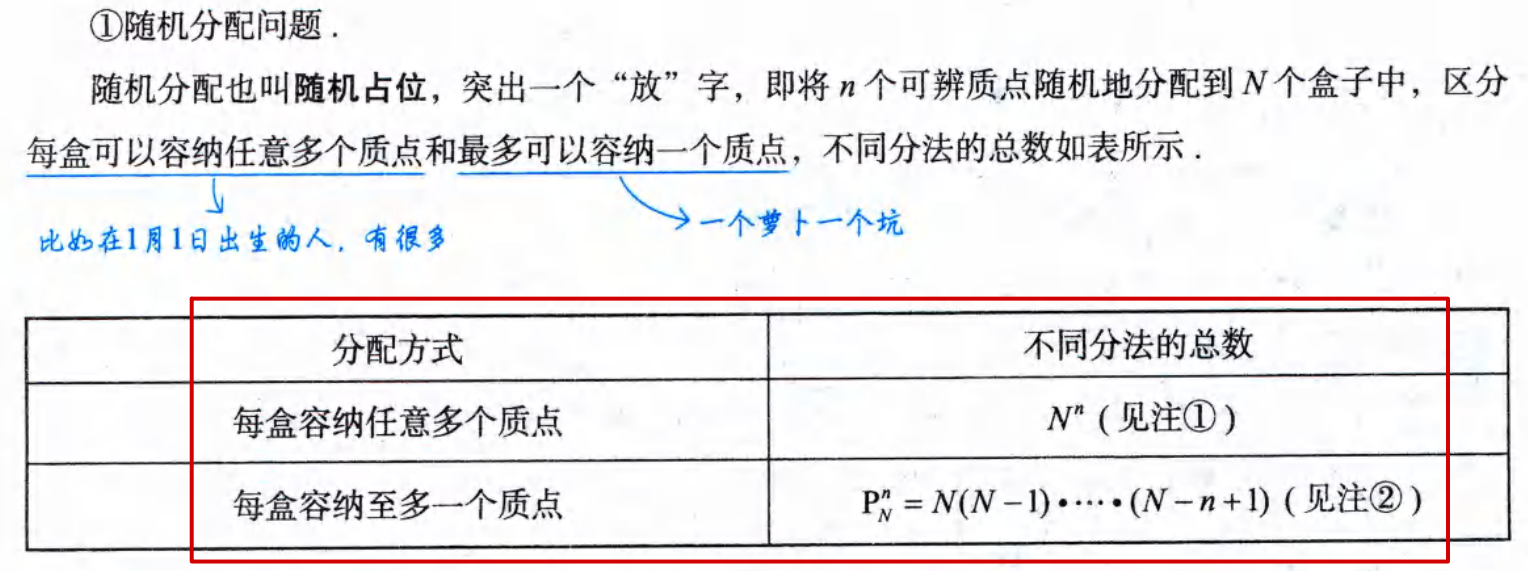 ①随机分配问题.
随机分配也叫随机占位，突出一个“放”字，即将 n 个可辨质点随机地分配到 N 个盒子中，区分
每盒可以容纳任意多个质点和最多可以容纳一个质点，不同分法的总数如表所示.
比如在1月1日出生的人，有很多
一个萝卜一个坑
分配方式 不同分法的总数
每盒容纳任意多个质点 Nⁿ（见注①）
每盒容纳至多一个质点 P_N^n = N(N−1)·⋯·(N−n+1)（见注②）